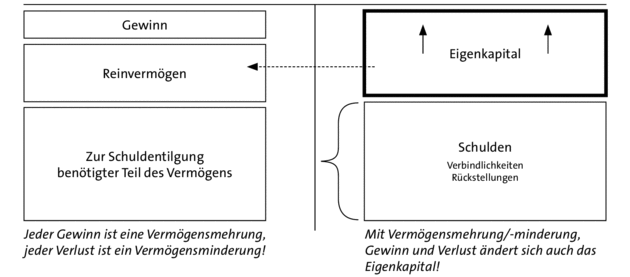 Gewinn
Reinvermögen
Zur Schuldentilgung
benötigter Teil des Vermögens
Jeder Gewinn ist eine Vermögensmehrung,
jeder Verlust ist ein Vermögensminderung!
Eigenkapital
Schulden
Verbindlichkeiten
Rückstellungen
Mit Vermögensmehrung/-minderung,
Gewinn und Verlust ändert sich auch das
Eigenkapital!